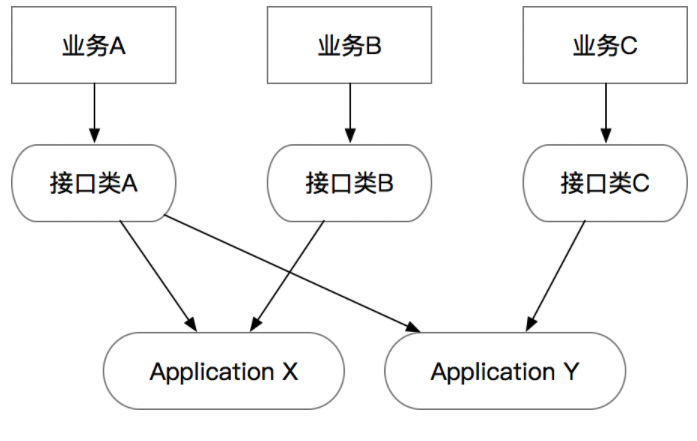 业务A
业务B
业务C
接口类A
接口类B
接口类C
Application X
Application Y